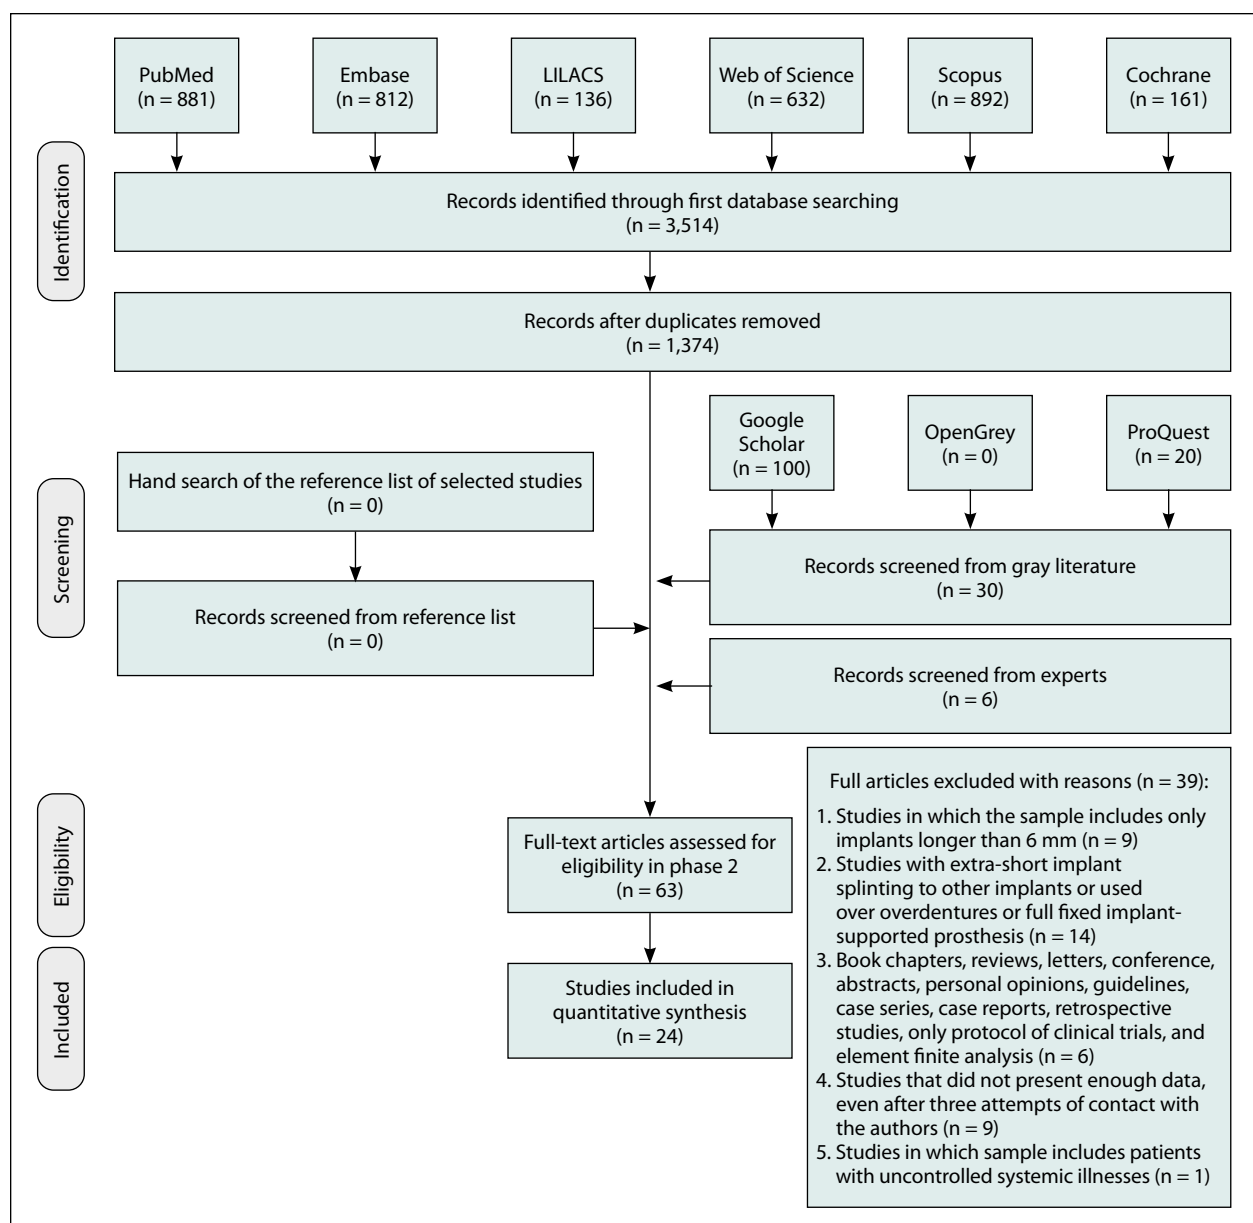 PubMed
(n = 881)
Embase
(n = 812)
LILACS
(n = 136)
Web of Science
(n = 632)
Scopus
(n = 892)
Cochrane
(n = 161)
Identification
Records identified through first database searching
(n = 3,514)
Records after duplicates removed
(n = 1,374)
Screening
Google
Scholar
(n = 100)
OpenGrey
(n = 0)
ProQuest
(n = 20)
Hand search of the reference list of selected studies
(n = 0)
Records screened from gray literature
(n = 30)
Records screened from reference list
(n = 0)
Records screened from experts
(n = 6)
Eligibility
Full-text articles assessed for
eligibility in phase 2
(n = 63)
Included
Studies included in
quantitative synthesis
(n = 24)
Full articles excluded with reasons (n = 39):
1. Studies in which the sample includes only
implants longer than 6 mm (n = 9)
2. Studies with extra-short implant
splinting to other implants or used
over overdentures or full fixed implant-
supported prosthesis (n = 14)
3. Book chapters, reviews, letters, conference,
abstracts, personal opinions, guidelines,
case series, case reports, retrospective
studies, only protocol of clinical trials, and
element finite analysis (n = 6)
4. Studies that did not present enough data,
even after three attempts of contact with
the authors (n = 9)
5. Studies in which sample includes patients
with uncontrolled systemic illnesses (n = 1)